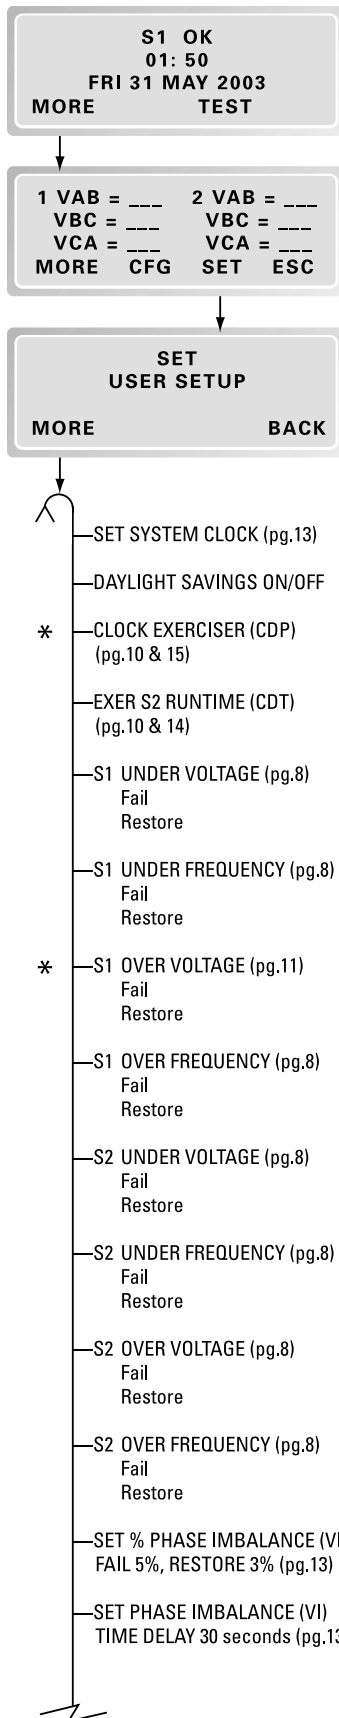 S1 OK
01: 50
FRI 31 MAY 2003
MORE TEST
1 VAB = ___ 2 VAB = ___
VBC = ___ VBC = ___
VCA = ___ VCA = ___
MORE CFG SET ESC
SET
USER SETUP
MORE BACK
SET SYSTEM CLOCK (pg.13)
DAYLIGHT SAVINGS ON/OFF
* CLOCK EXERCISER (CDP)
(pg.10 & 15)
EXER S2 RUNTIME (CDT)
(pg.10 & 14)
S1 UNDER VOLTAGE (pg.8)
Fail
Restore
S1 UNDER FREQUENCY (pg.8)
Fail
Restore
* S1 OVER VOLTAGE (pg.11)
Fail
Restore
S1 OVER FREQUENCY (pg.8)
Fail
Restore
S2 UNDER VOLTAGE (pg.8)
Fail
Restore
S2 UNDER FREQUENCY (pg.8)
Fail
Restore
S2 OVER VOLTAGE (pg.8)
Fail
Restore
S2 OVER FREQUENCY (pg.8)
Fail
Restore
SET % PHASE IMBALANCE (VI
FAIL 5%, RESTORE 3% (pg.13)
SET PHASE IMBALANCE (VI)
TIME DELAY 30 seconds (pg.13